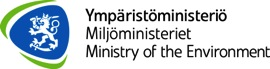 Ympäristöministeriö
Miljöministeriet
Ministry of the Environment